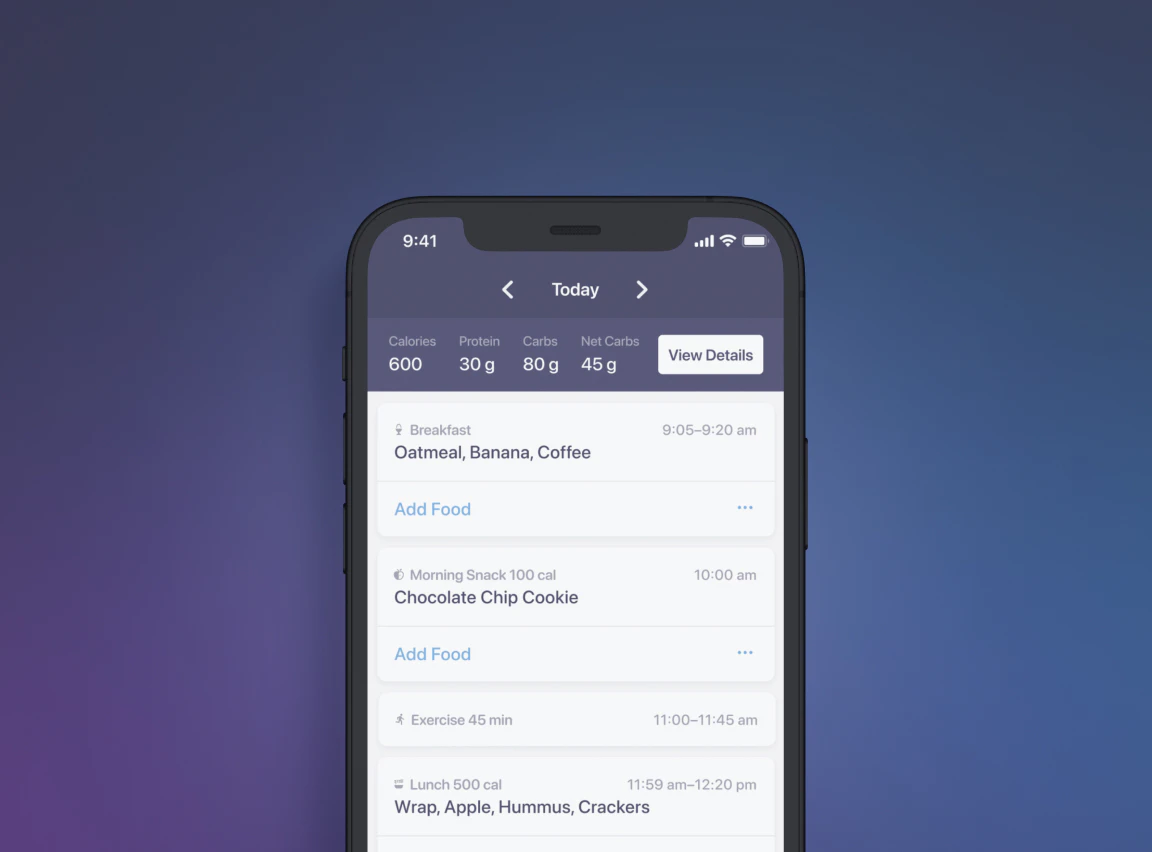 9:41
Today
Calories Protein Carbs Net Carbs
600 30 g 80 g 45 g
View Details
Breakfast 9:05–9:20 am
Oatmeal, Banana, Coffee
Add Food
Morning Snack 100 cal 10:00 am
Chocolate Chip Cookie
Add Food
Exercise 45 min 11:00–11:45 am
Lunch 500 cal 11:59 am–12:20 pm
Wrap, Apple, Hummus, Crackers